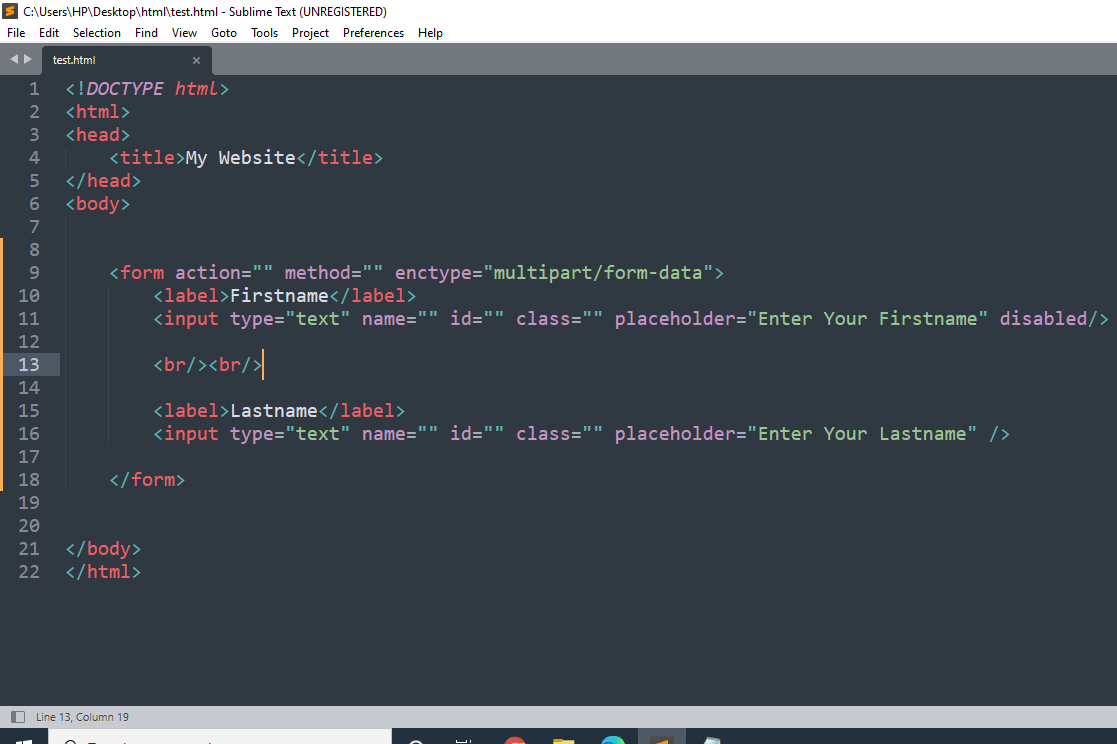 C:\Users\HP\Desktop\html\test.html - Sublime Text (UNREGISTERED)
File Edit Selection Find View Goto Tools Project Preferences Help
test.html
1 <!DOCTYPE html>
2 <html>
3 <head>
4 <title>My Website</title>
5 </head>
6 <body>
7
8
9 <form action="" method="" enctype="multipart/form-data">
10 <label>Firstname</label>
11 <input type="text" name="" id="" class="" placeholder="Enter Your Firstname" disabled/>
12
13 <br/><br/>
14
15 <label>Lastname</label>
16 <input type="text" name="" id="" class="" placeholder="Enter Your Lastname" />
17
18 </form>
19
20
21 </body>
22 </html>
Line 13, Column 19